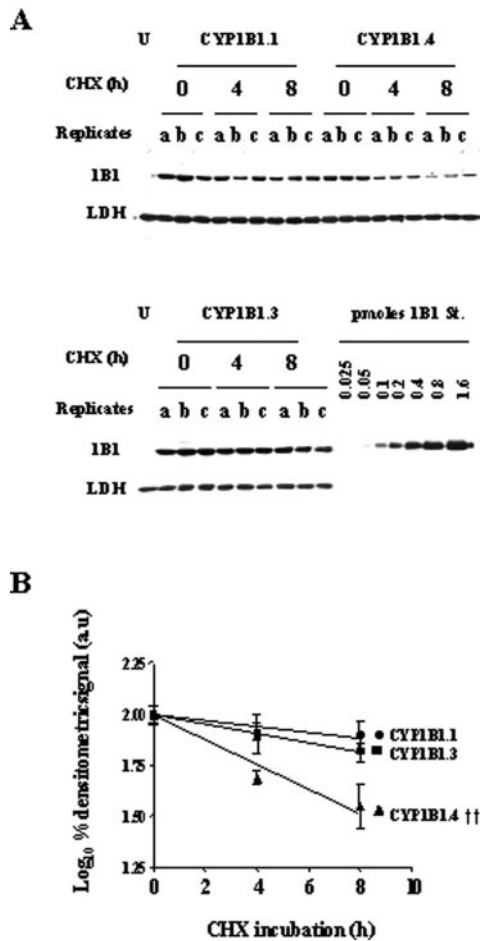 A
U CYP1B1.1 CYP1B1.4
CHX (h) 0 4 8 0 4 8
Replicates a b c a b c a b c a b c a b c a b c
1B1
LDH
U CYP1B1.3 pmoles 1B1 St.
CHX (h) 0 4 8 0.025 0.05 0.1 0.2 0.4 0.8 1.6
Replicates a b c a b c a b c
1B1
LDH
B
Log10 % densitometricsignal (a.u)
2.25
2.00
1.75
1.50
1.25
CYP1B1.1
CYP1B1.3
CYP1B1.4 ††
0 2 4 6 8 10
CHX incubation (h)